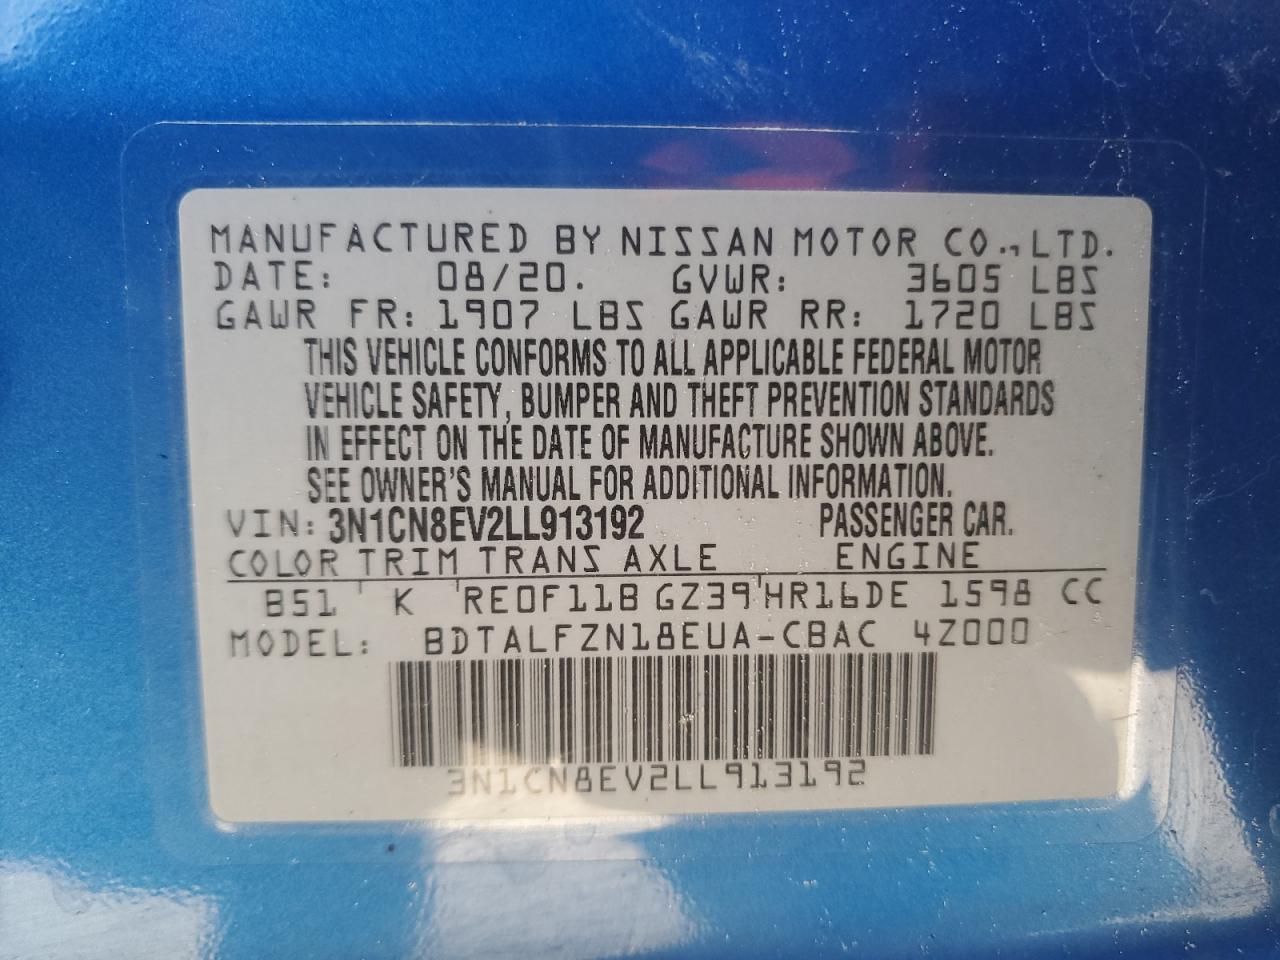 MANUFACTURED BY NISSAN MOTOR CO., LTD.
DATE: 08/20. GVWR: 3605 LBS
GAWR FR: 1907 LBS GAWR RR: 1720 LBS
THIS VEHICLE CONFORMS TO ALL APPLICABLE FEDERAL MOTOR
VEHICLE SAFETY, BUMPER AND THEFT PREVENTION STANDARDS
IN EFFECT ON THE DATE OF MANUFACTURE SHOWN ABOVE.
SEE OWNER'S MANUAL FOR ADDITIONAL INFORMATION.
VIN: 3N1CN8EV2LL913192 PASSENGER CAR.
COLOR TRIM TRANS AXLE ENGINE
B51 K RE0F11B GZ39 HR16DE 1598 CC
MODEL: BDTALFZN18EUA-CBAC 4Z000
3N1CN8EV2LL913192